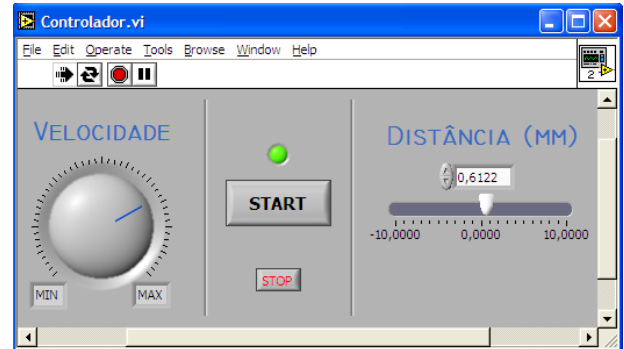 Controlador.vi
File Edit Operate Tools Browse Window Help
2
VELOCIDADE
MIN
MAX
START
STOP
DISTÂNCIA (MM)
0,6122
-10,0000 0,0000 10,0000